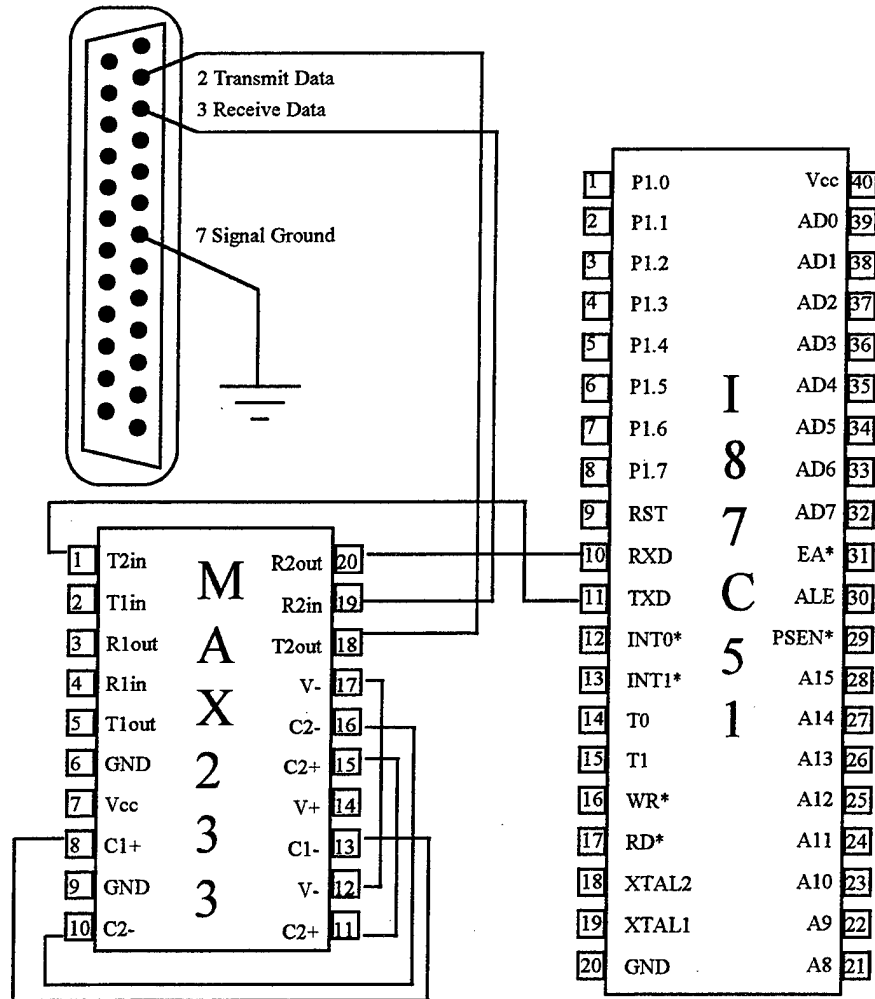 2 Transmit Data
3 Receive Data
7 Signal Ground
MAX233
1 T2in
2 T1in
3 R1out
4 R1in
5 T1out
6 GND
7 Vcc
8 C1+
9 GND
10 C2-
R2out 20
R2in 19
T2out 18
V- 17
C2- 16
C2+ 15
V+ 14
C1- 13
V- 12
C2+ 11
I87C51
1 P1.0
2 P1.1
3 P1.2
4 P1.3
5 P1.4
6 P1.5
7 P1.6
8 P1.7
9 RST
10 RXD
11 TXD
12 INT0*
13 INT1*
14 T0
15 T1
16 WR*
17 RD*
18 XTAL2
19 XTAL1
20 GND
Vcc 40
AD0 39
AD1 38
AD2 37
AD3 36
AD4 35
AD5 34
AD6 33
AD7 32
EA* 31
ALE 30
PSEN* 29
A15 28
A14 27
A13 26
A12 25
A11 24
A10 23
A9 22
A8 21